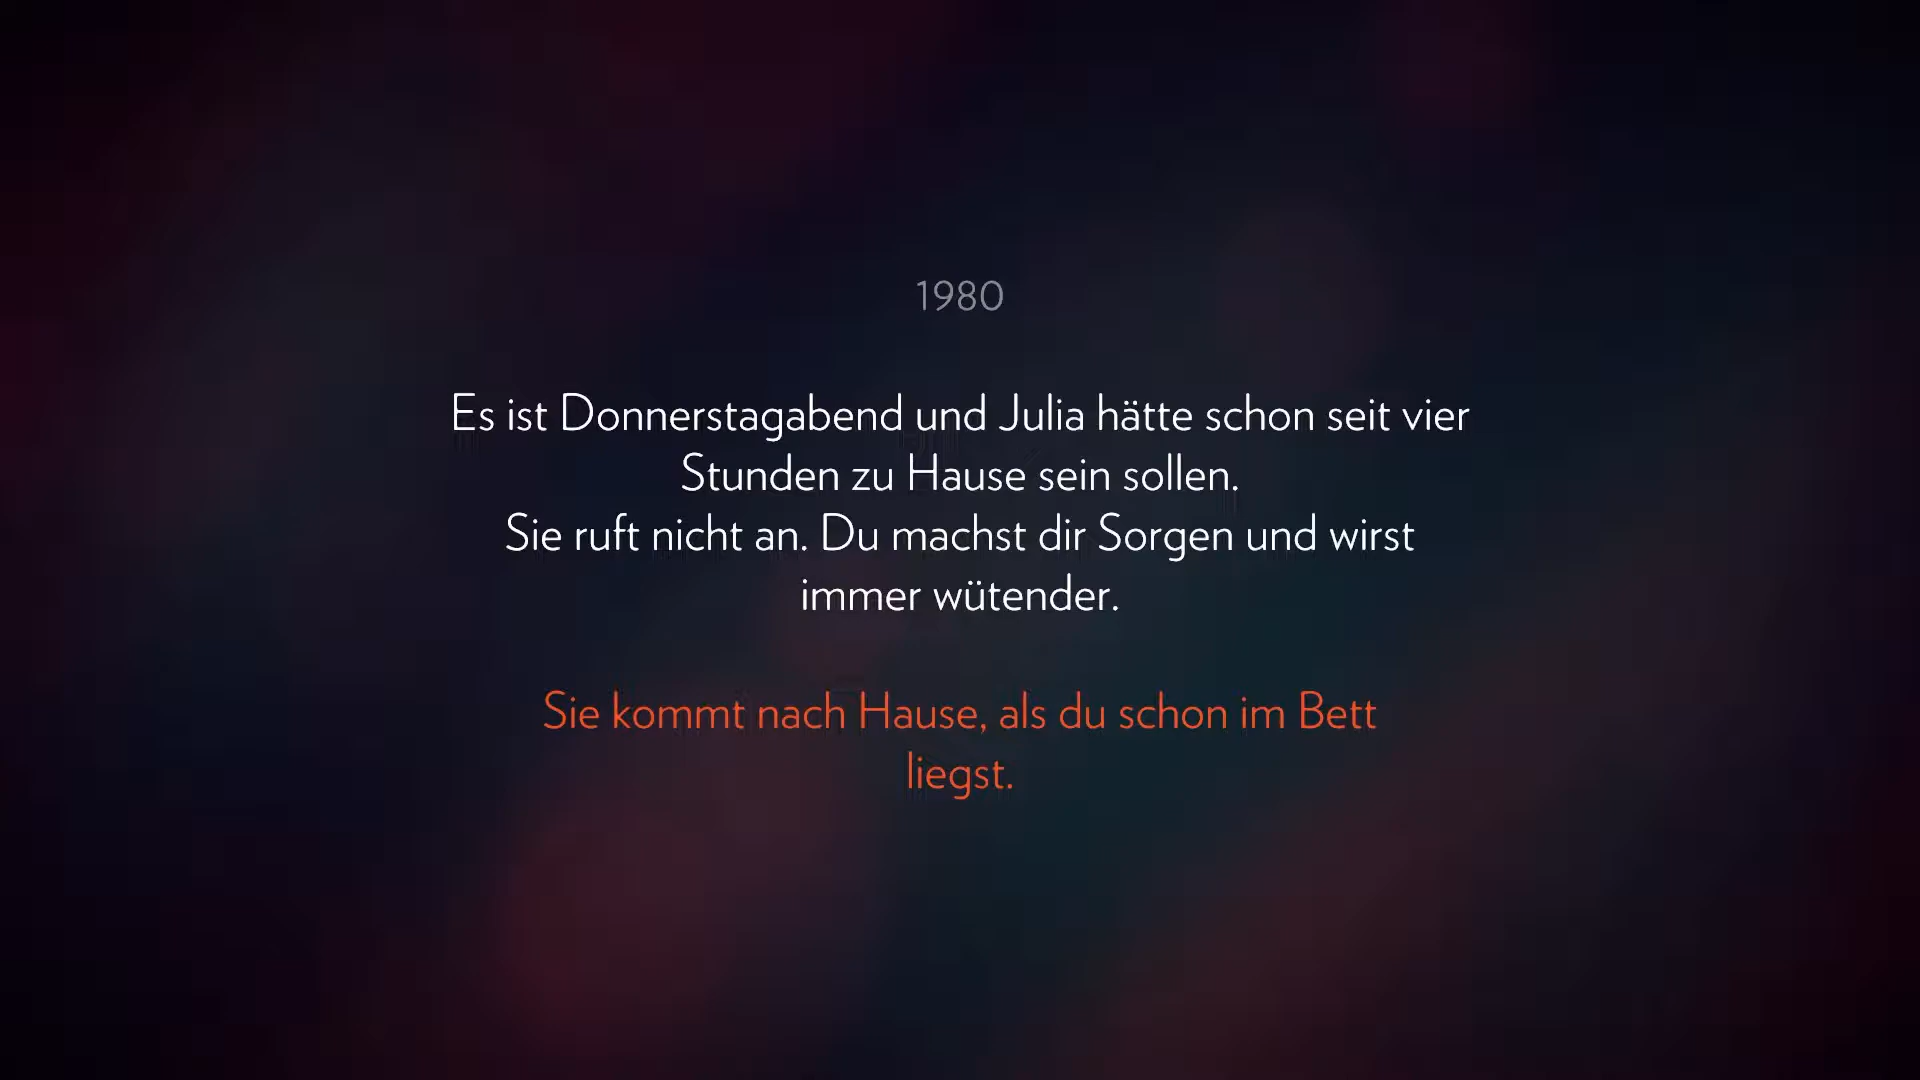 1980
Es ist Donnerstagabend und Julia hätte schon seit vier
Stunden zu Hause sein sollen.
Sie ruft nicht an. Du machst dir Sorgen und wirst
immer wütender.
Sie kommt nach Hause, als du schon im Bett
liegst.